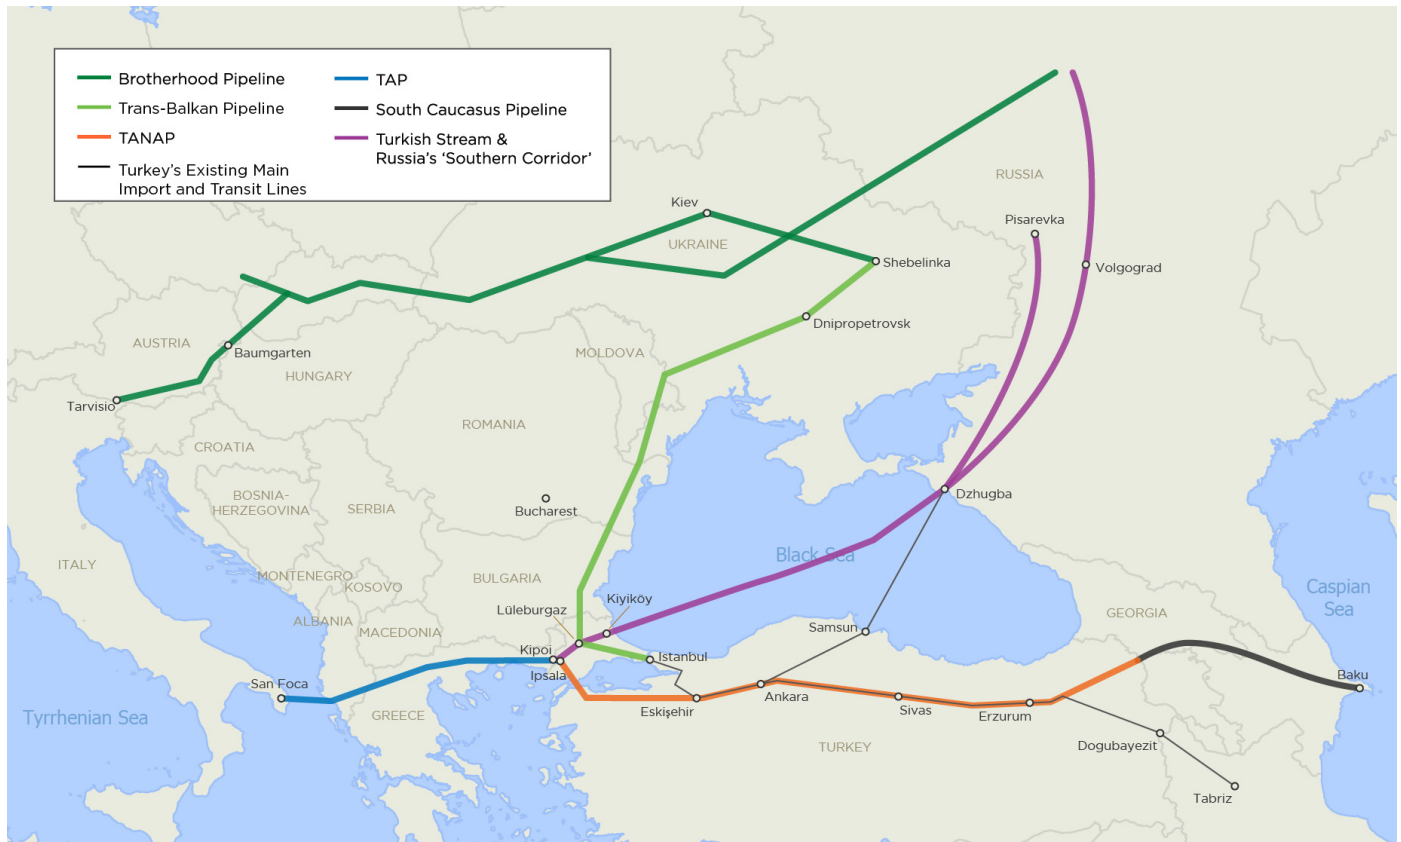 Brotherhood Pipeline
Trans-Balkan Pipeline
TANAP
Turkey's Existing Main
Import and Transit Lines
TAP
South Caucasus Pipeline
Turkish Stream &
Russia's 'Southern Corridor'
RUSSIA
Kiev
Pisarevka
UKRAINE
Shebelinka
Volgograd
Dnipropetrovsk
AUSTRIA
Baumgarten
MOLDOVA
HUNGARY
Tarvisio
ROMANIA
CROATIA
BOSNIA-
HERZEGOVINA
SERBIA
Bucharest
Dzhugba
Black Sea
ITALY
MONTENEGRO
KOSOVO
BULGARIA
Caspian
Sea
Kiyiköy
Lüleburgaz
GEORGIA
ALBANIA
MACEDONIA
Samsun
Kipoi
Ipsala
Istanbul
San Foca
Baku
Eskişehir
Ankara
Sivas
Erzurum
Tyrrhenian Sea
GREECE
TURKEY
Dogubayezit
Tabriz